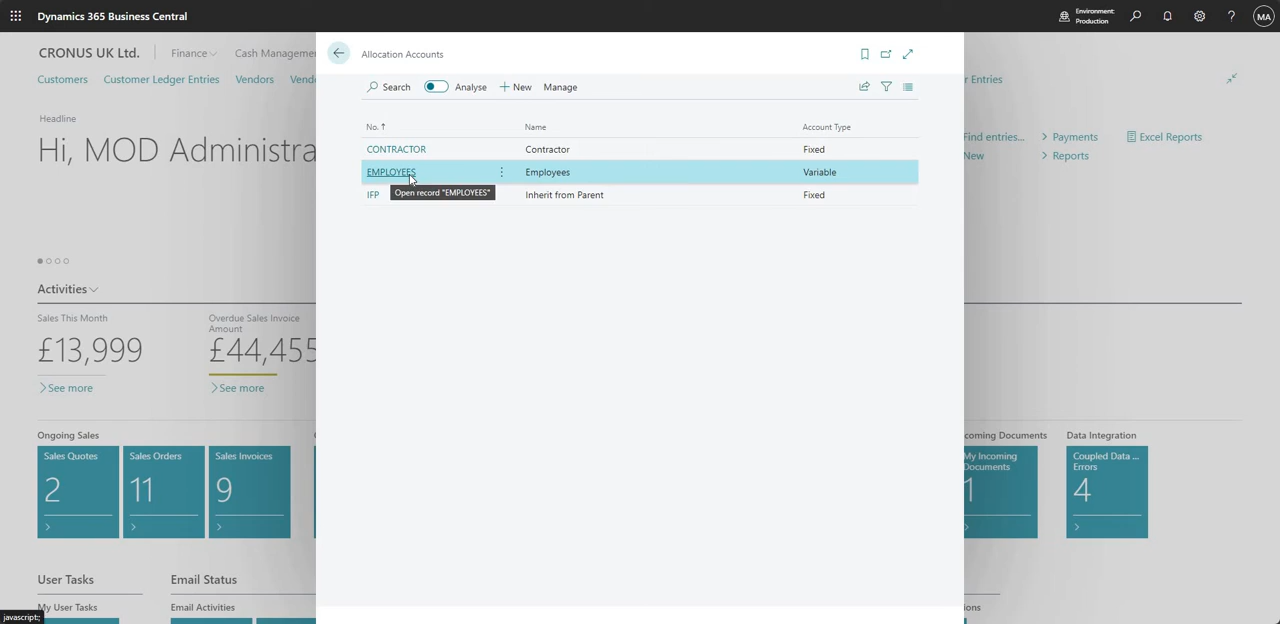 Dynamics 365 Business Central
Environment:
Production
MA
CRONUS UK Ltd.
Finance
Cash Management
Customers
Customer Ledger Entries
Vendors
Allocation Accounts
Search
Analyse
New
Manage
Entries
Headline
Hi, MOD Administra
Find entries...
Payments
Excel Reports
New
Reports
No. ↑
Name
Account Type
CONTRACTOR
Contractor
Fixed
EMPLOYEES
Employees
Variable
Open record "EMPLOYEES"
IFP
Inherit from Parent
Fixed
Activities
Sales This Month
Overdue Sales Invoice
Amount
£13,999
£44,455
See more
See more
Ongoing Sales
coming Documents
Data Integration
Sales Quotes
2
Sales Orders
11
Sales Invoices
9
My Incoming
Documents
1
Coupled Data ...
Errors
4
User Tasks
Email Status
My User Tasks
Email Activities
ions
javascript:;